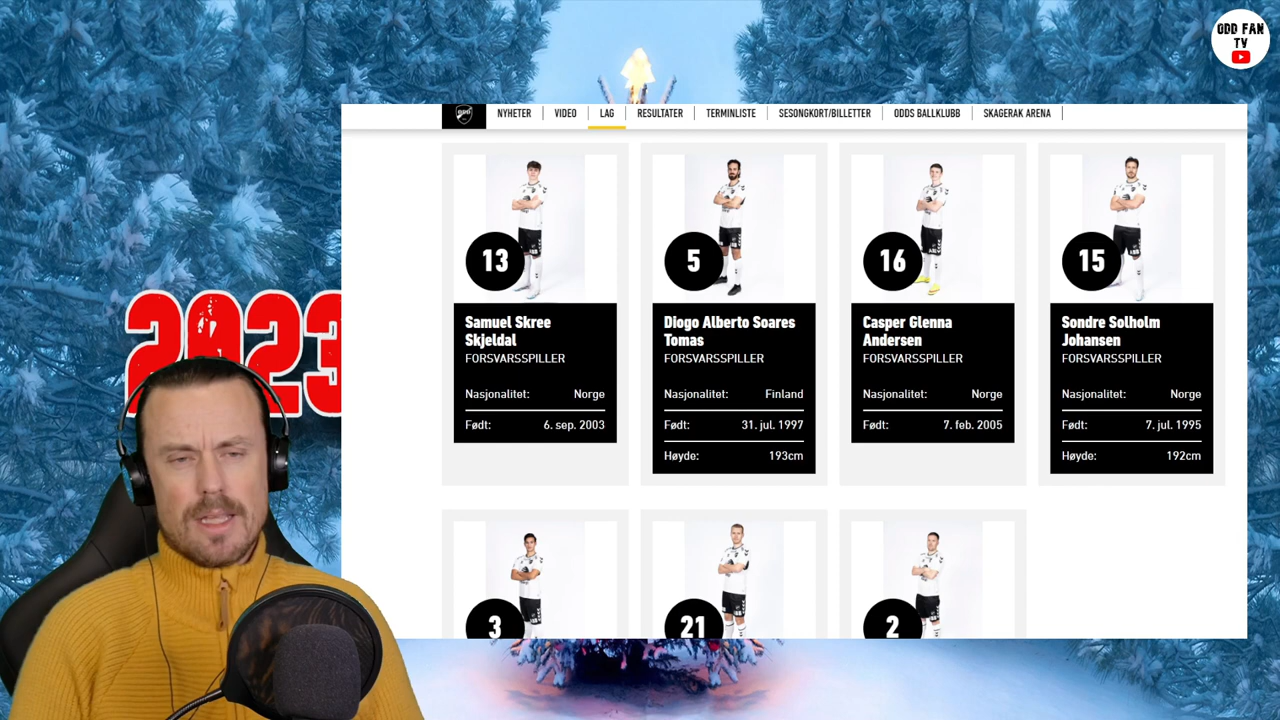 ODD FAN
TV
ODD
NYHETER
VIDEO
LAG
RESULTATER
TERMINLISTE
SESONGKORT/BILLETTER
ODDS BALLKLUBB
SKAGERAK ARENA
2023
13
Samuel Skree
Skjeldal
FORSVARSSPILLER
Nasjonalitet: Norge
Født: 6. sep. 2003
5
Diogo Alberto Soares
Tomas
FORSVARSSPILLER
Nasjonalitet: Finland
Født: 31. jul. 1997
Høyde: 193cm
16
Casper Glenna
Andersen
FORSVARSSPILLER
Nasjonalitet: Norge
Født: 7. feb. 2005
15
Sondre Solholm
Johansen
FORSVARSSPILLER
Nasjonalitet: Norge
Født: 7. jul. 1995
Høyde: 192cm
3
21
2